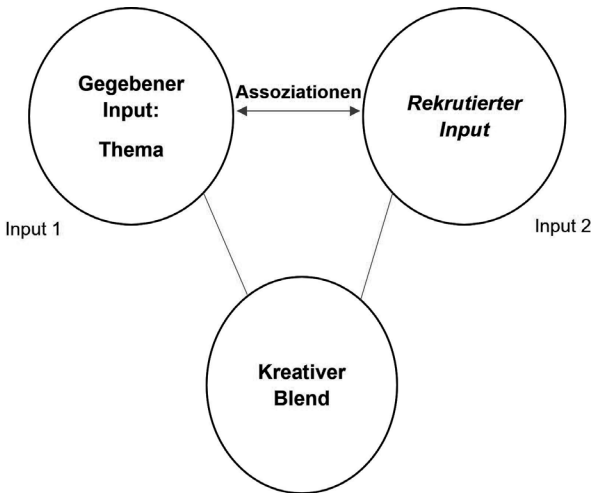 Gegebener
Input:
Thema
Assoziationen
Rekrutierter
Input
Input 1
Input 2
Kreativer
Blend